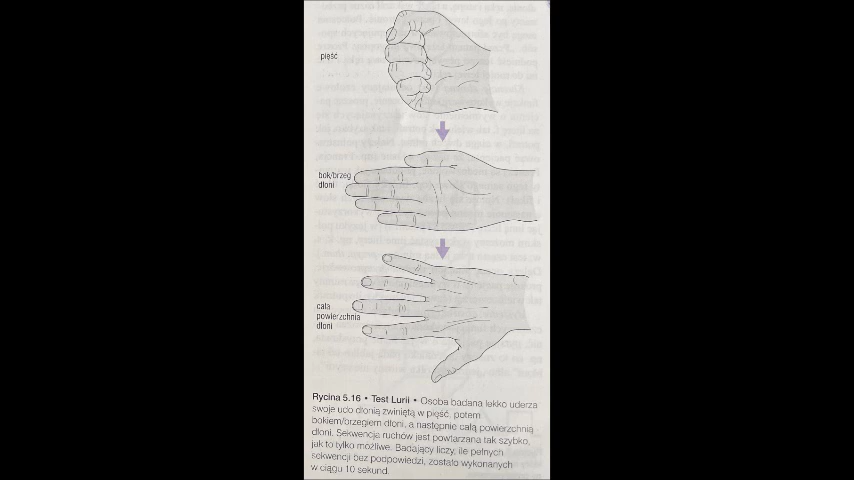 pięść
bok/brzeg
dłoni
cała
powierzchnia
dłoni
Rycina 5.16 • Test Lurii • Osoba badana lekko uderza
swoje udo dłonią zwiniętą w pięść, potem
bokiem/brzegiem dłoni, a następnie całą powierzchnią
dłoni. Sekwencja ruchów jest powtarzana tak szybko,
jak to tylko możliwe. Badający liczy, ile pełnych
sekwencji bez podpowiedzi, zostało wykonanych
w ciągu 10 sekund.